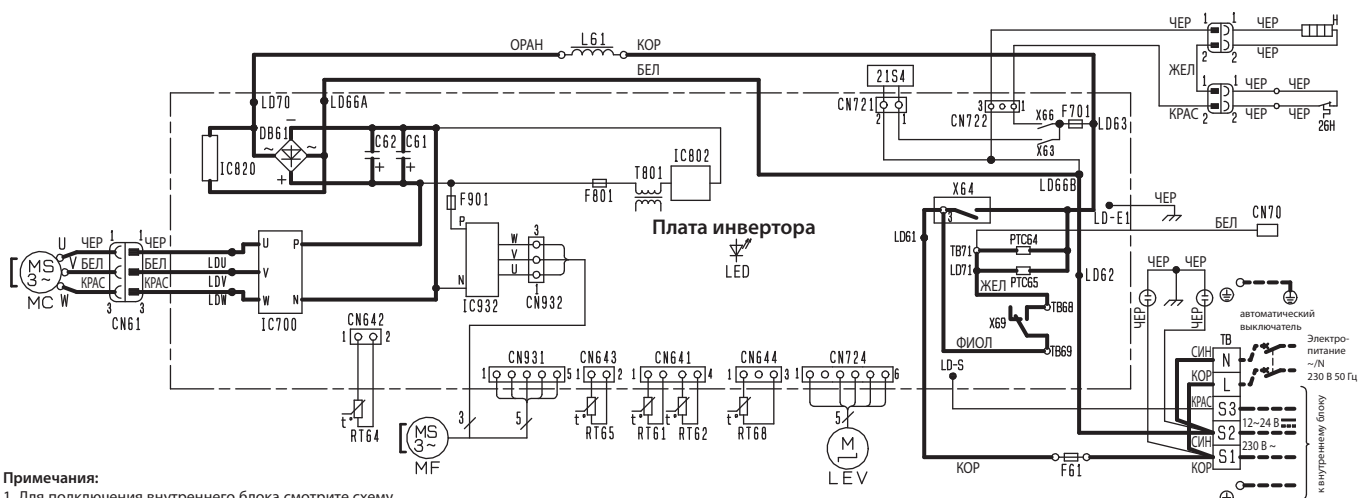 ОРАН
L61
КОР
БЕЛ
LD70
LD66A
DB61
IC820
C62
C61
IC802
T801
F801
F901
Плата инвертора
LED
21S4
CN721
2 1
CN722
3 1
X66
X63
F701
LD63
LD66B
ЧЕР
1 1
ЧЕР
H
2 2
ЧЕР
ЖЕЛ
1 1
ЧЕР ЧЕР
КРАС
2 2
ЧЕР ЧЕР
26H
X64
3
LD-E1
ЧЕР
БЕЛ
CN70
LD61
TB71
PTC64
LD71
PTC65
LD62
ЖЕЛ
X69
TB68
ФИОЛ
TB69
LD-S
ЧЕР ЧЕР
ЧЕР
ЧЕР
автоматический
выключатель
Электро-
питание
~/N
230 В 50 Гц
TB
СИН
N
КОР
L
КРАС
S3
12~24 В
S2
СИН
230 В ~
S1
КОР
к внутреннему блоку
КОР
F61
U
ЧЕР
1 1
ЧЕР
LDU
U
P
MS
3~
V
БЕЛ
БЕЛ
LDV
V
КРАС
КРАС
LDW
W
N
MC
W
3 3
CN61
IC700
P
W
V
U
N
3
1
IC932
CN932
CN642
1 2
t°
RT64
CN931
1 5
3
5
MS
3~
MF
CN643
1 2
t°
RT65
CN641
1 4
t°
RT61
RT62
CN644
1 3
t°
RT68
CN724
1 6
5
M
LEV
Примечания:
1. Для подключения внутреннего блока смотрите схему